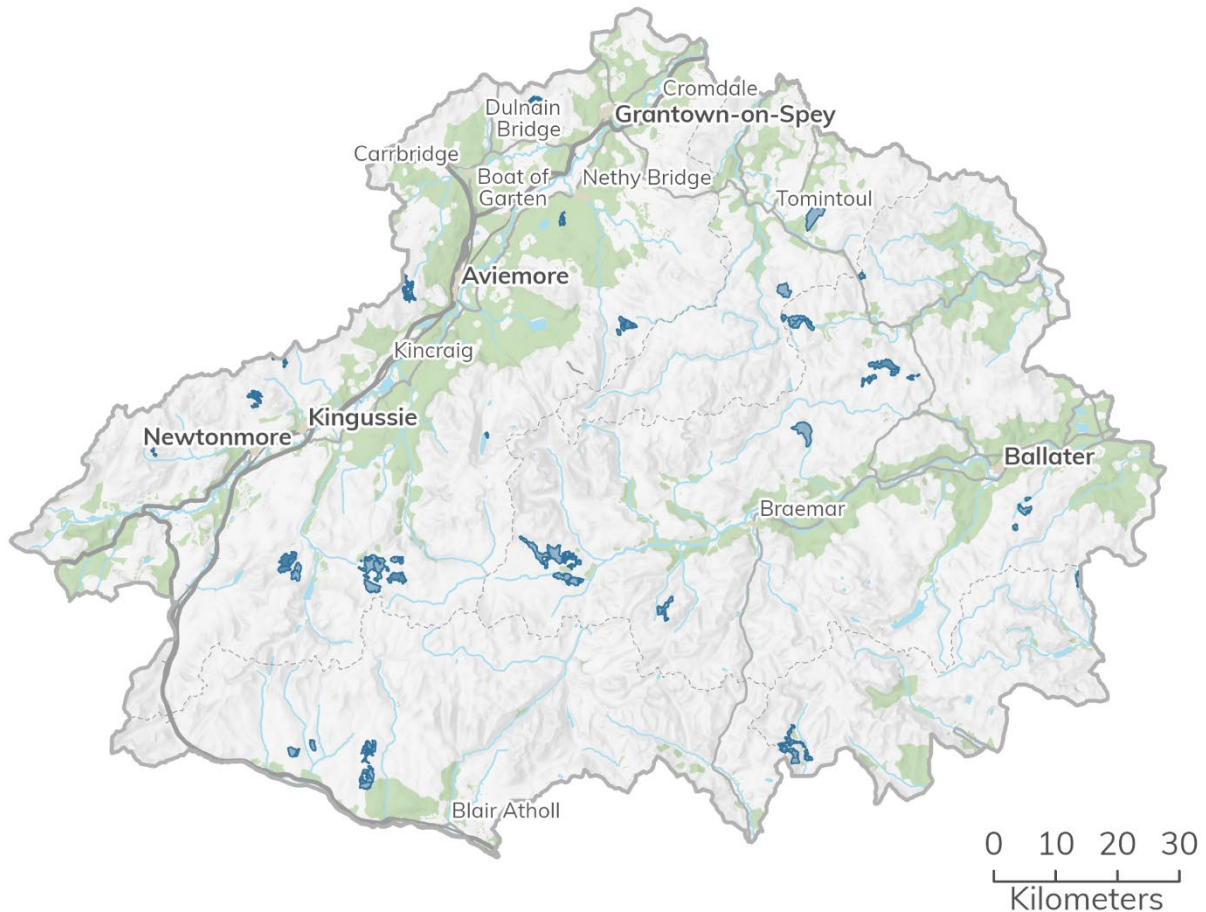 Cromdale
Dulnain
Bridge
Grantown-on-Spey
Carrbridge
Boat of
Garten
Nethy Bridge
Tomintoul
Aviemore
Kincraig
Kingussie
Newtonmore
Ballater
Braemar
Blair Atholl
0 10 20 30
Kilometers